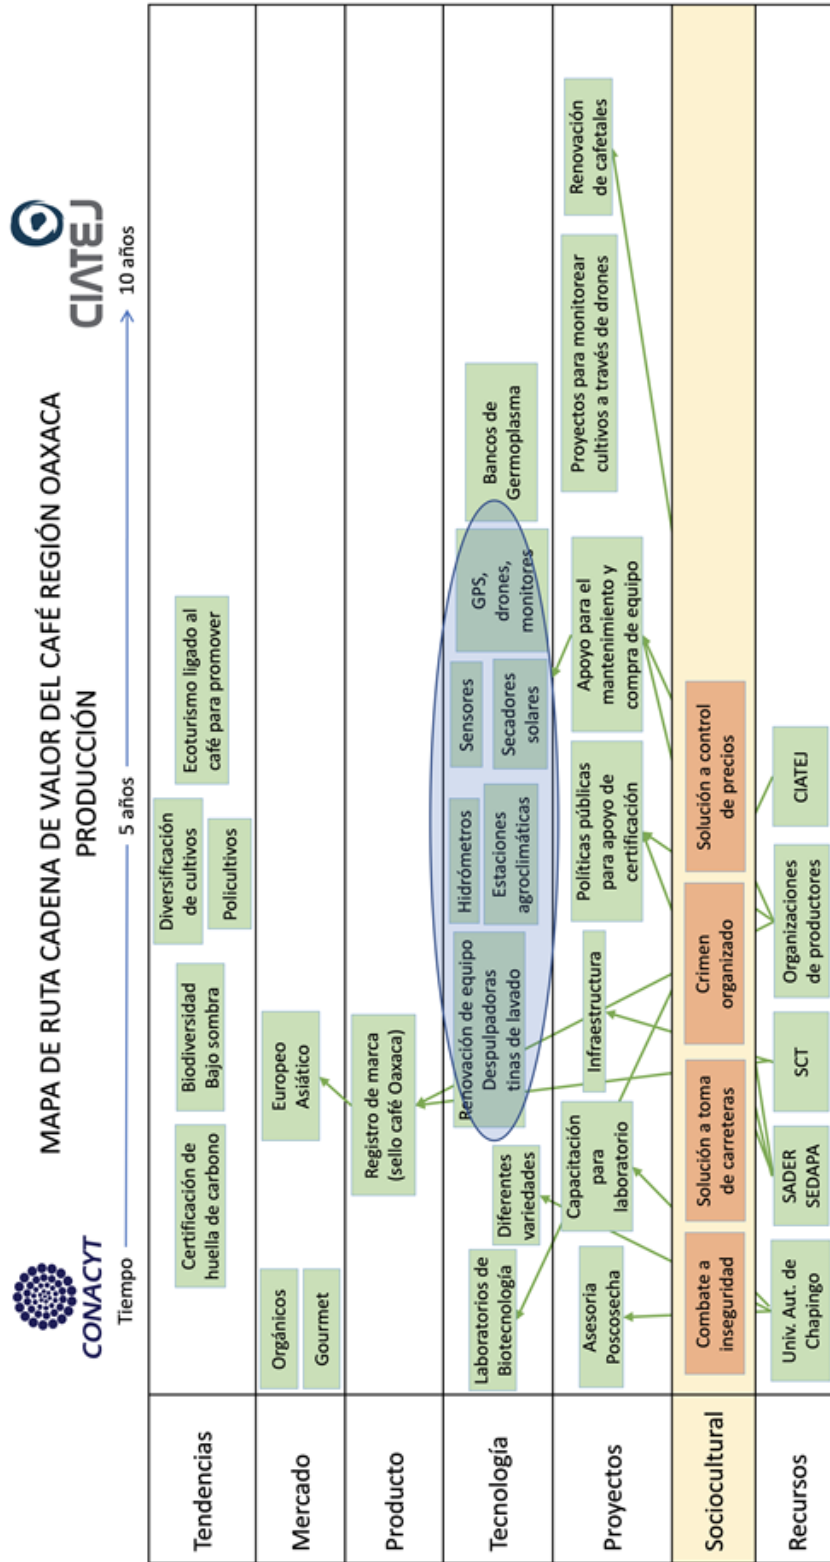 MAPA DE RUTA CADENA DE VALOR DEL CAFÉ REGIÓN OAXACA
PRODUCCIÓN
CONACYT
CIATEJ
Tiempo
5 años
10 años
Tendencias
Certificación de
huella de carbono
Biodiversidad
Bajo sombra
Diversificación
de cultivos
Policultivos
Ecoturismo ligado al
café para promover
Mercado
Orgánicos
Gourmet
Europeo
Asiático
Producto
Registro de marca
(sello café Oaxaca)
Tecnología
Laboratorios de
Biotecnología
Diferentes
variedades
Renovación de equipo
Despulpadoras
tinas de lavado
Hidrómetros
Estaciones
agroclimáticas
Sensores
Secadores
solares
GPS,
drones,
monitores
Bancos de
Germoplasma
Proyectos
Asesoria
Poscosecha
Capacitación
para
laboratorio
Infraestructura
Políticas públicas
para apoyo de
certificación
Apoyo para el
mantenimiento y
compra de equipo
Proyectos para monitorear
cultivos a través de drones
Renovación
de cafetales
Sociocultural
Combate a
inseguridad
Solución a toma
de carreteras
Crimen
organizado
Solución a control
de precios
Recursos
Univ. Aut. de
Chapingo
SADER
SEDAPA
SCT
Organizaciones
de productores
CIATEJ